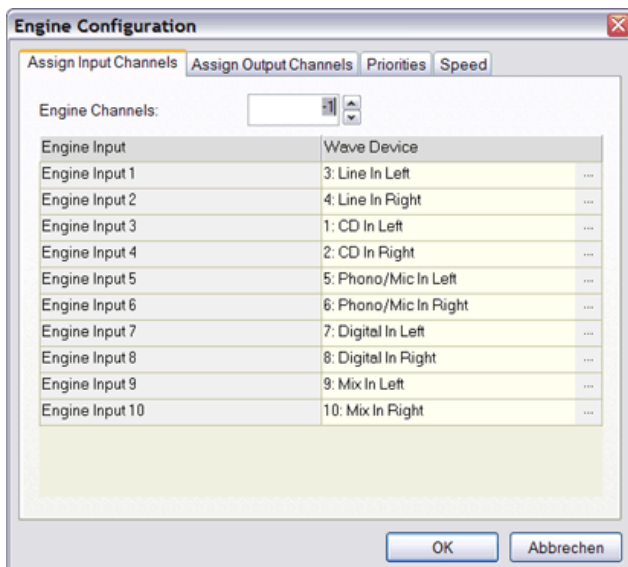 Engine Configuration
Assign Input Channels Assign Output Channels Priorities Speed
Engine Channels: -1
Engine Input Wave Device
Engine Input 1 3: Line In Left ...
Engine Input 2 4: Line In Right ...
Engine Input 3 1: CD In Left ...
Engine Input 4 2: CD In Right ...
Engine Input 5 5: Phono/Mic In Left ...
Engine Input 6 6: Phono/Mic In Right ...
Engine Input 7 7: Digital In Left ...
Engine Input 8 8: Digital In Right ...
Engine Input 9 9: Mix In Left ...
Engine Input 10 10: Mix In Right ...
OK Abbrechen